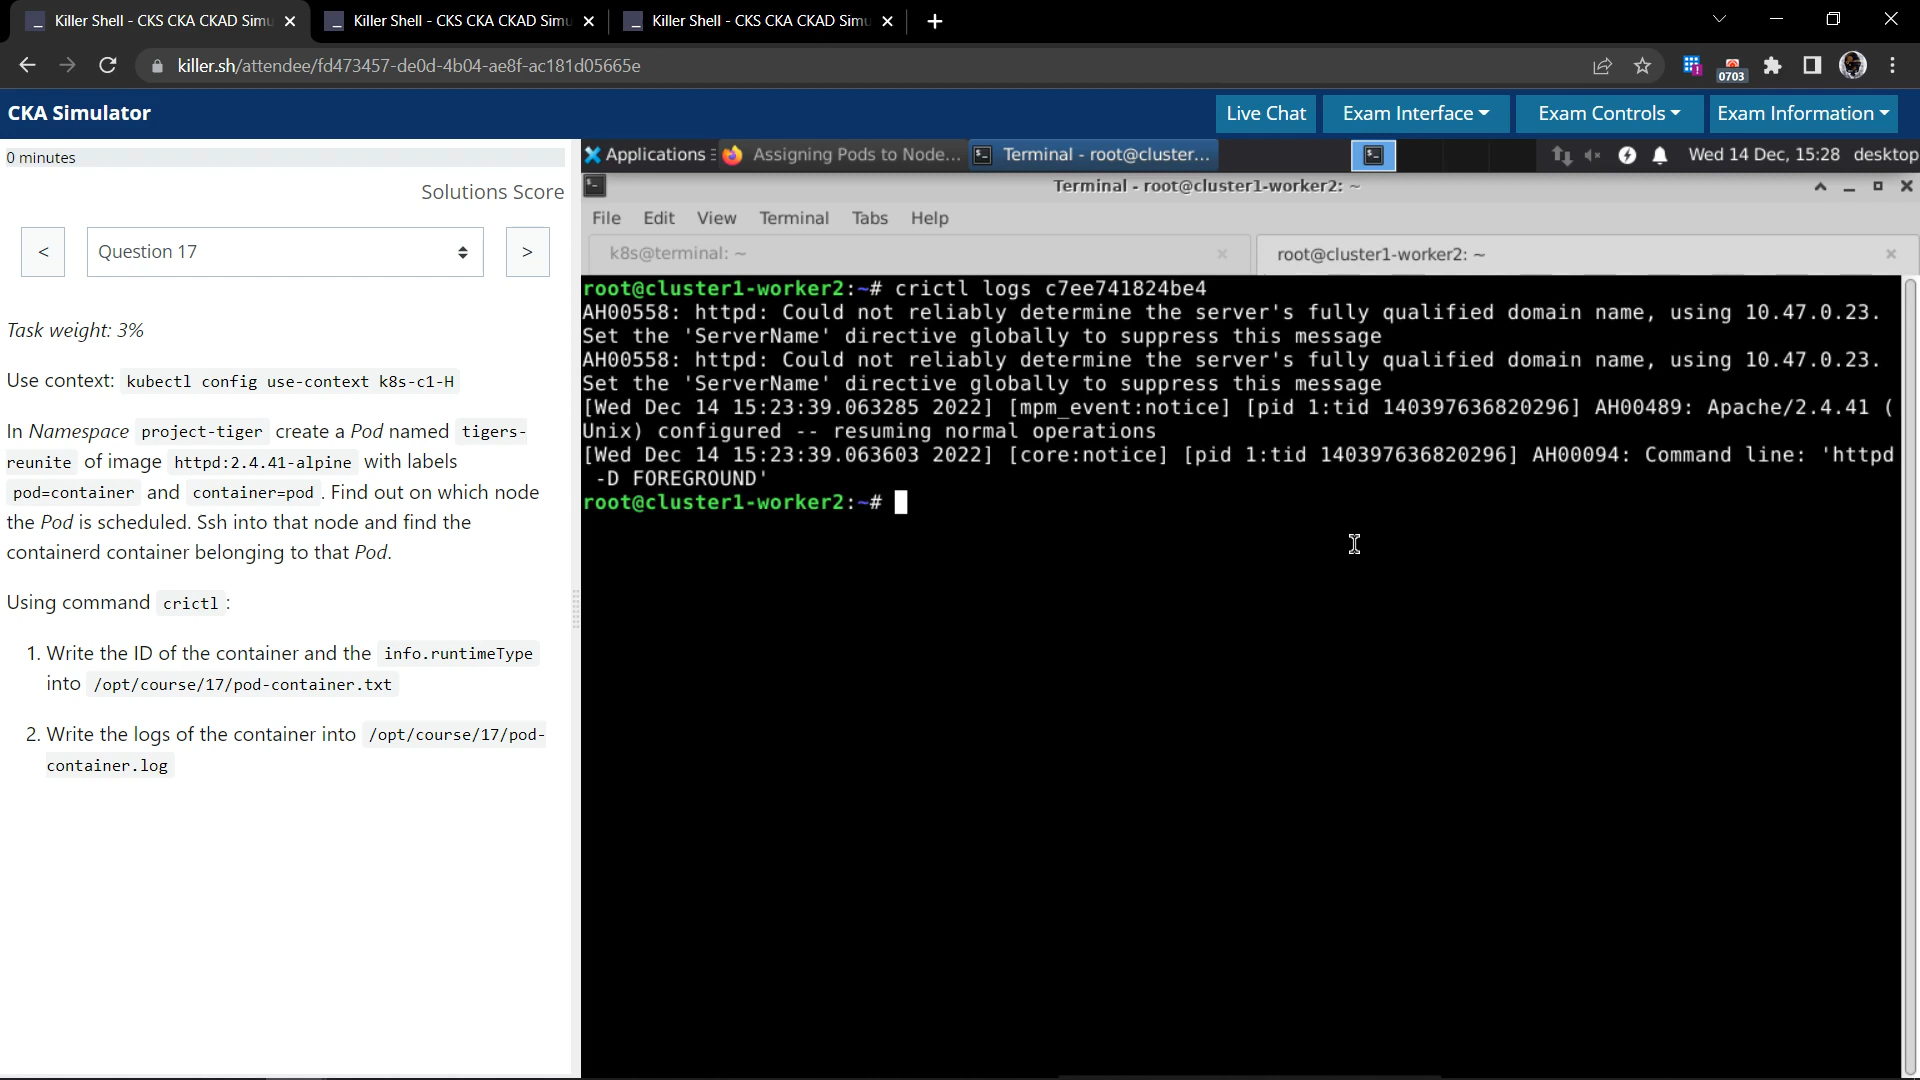 Killer Shell - CKS CKA CKAD Simu
Killer Shell - CKS CKA CKAD Simu
Killer Shell - CKS CKA CKAD Simu
killer.sh/attendee/fd473457-de0d-4b04-ae8f-ac181d05665e
0703
CKA Simulator
Live Chat
Exam Interface
Exam Controls
Exam Information
0 minutes
Solutions Score
<
Question 17
>
Task weight: 3%
Use context: kubectl config use-context k8s-c1-H
In Namespace project-tiger create a Pod named tigers-
reunite of image httpd:2.4.41-alpine with labels
pod=container and container=pod . Find out on which node
the Pod is scheduled. Ssh into that node and find the
containerd container belonging to that Pod.
Using command crictl :
1. Write the ID of the container and the info.runtimeType
into /opt/course/17/pod-container.txt
2. Write the logs of the container into /opt/course/17/pod-
container.log
Applications
Assigning Pods to Node...
Terminal - root@cluster...
Wed 14 Dec, 15:28 desktop
Terminal - root@cluster1-worker2: ~
File Edit View Terminal Tabs Help
k8s@terminal: ~
root@cluster1-worker2: ~
root@cluster1-worker2:~# crictl logs c7ee741824be4
AH00558: httpd: Could not reliably determine the server's fully qualified domain name, using 10.47.0.23.
Set the 'ServerName' directive globally to suppress this message
AH00558: httpd: Could not reliably determine the server's fully qualified domain name, using 10.47.0.23.
Set the 'ServerName' directive globally to suppress this message
[Wed Dec 14 15:23:39.063285 2022] [mpm_event:notice] [pid 1:tid 140397636820296] AH00489: Apache/2.4.41 (
Unix) configured -- resuming normal operations
[Wed Dec 14 15:23:39.063603 2022] [core:notice] [pid 1:tid 140397636820296] AH00094: Command line: 'httpd
-D FOREGROUND'
root@cluster1-worker2:~#